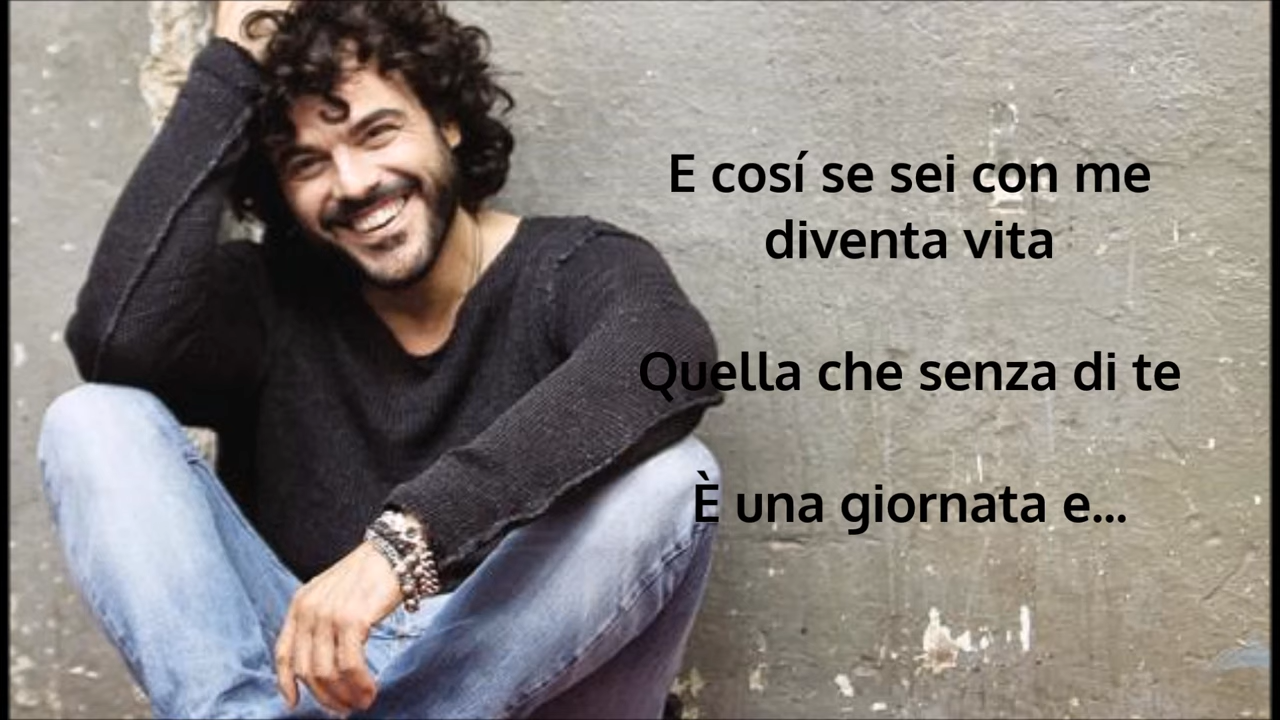 E cosí se sei con me
diventa vita
Quella che senza di te
È una giornata e...